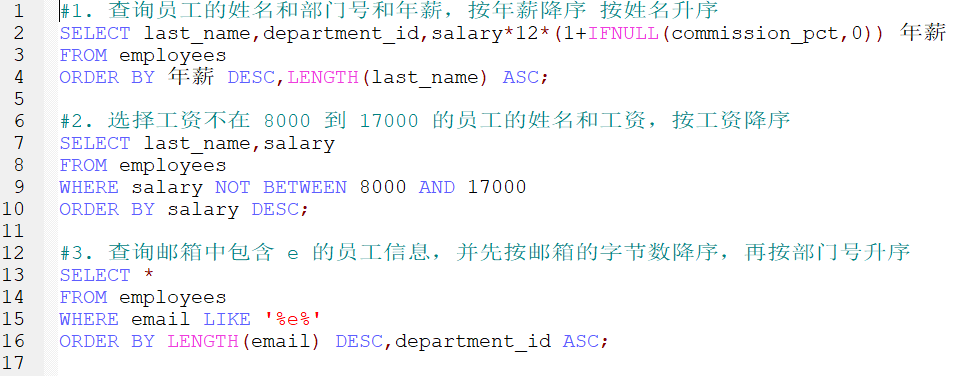 1 #1. 查询员工的姓名和部门号和年薪，按年薪降序 按姓名升序
2 SELECT last_name,department_id,salary*12*(1+IFNULL(commission_pct,0)) 年薪
3 FROM employees
4 ORDER BY 年薪 DESC,LENGTH(last_name) ASC;
5
6 #2. 选择工资不在 8000 到 17000 的员工的姓名和工资，按工资降序
7 SELECT last_name,salary
8 FROM employees
9 WHERE salary NOT BETWEEN 8000 AND 17000
10 ORDER BY salary DESC;
11
12 #3. 查询邮箱中包含 e 的员工信息，并先按邮箱的字节数降序，再按部门号升序
13 SELECT *
14 FROM employees
15 WHERE email LIKE '%e%'
16 ORDER BY LENGTH(email) DESC,department_id ASC;
17